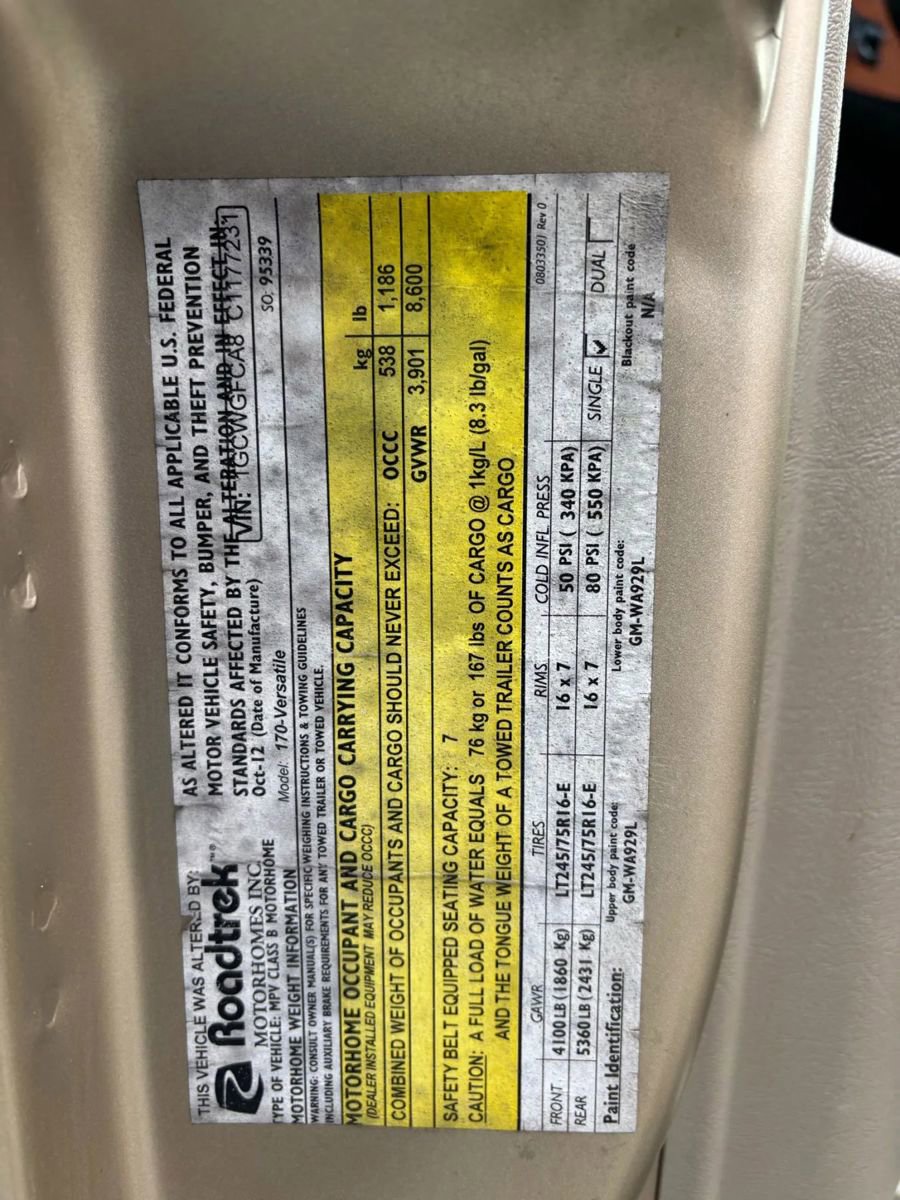 THIS VEHICLE WAS ALTERED BY:
Roadtrek™
MOTORHOMES INC.
TYPE OF VEHICLE: MPV CLASS B MOTORHOME
AS ALTERED IT CONFORMS TO ALL APPLICABLE U.S. FEDERAL
MOTOR VEHICLE SAFETY, BUMPER, AND THEFT PREVENTION
STANDARDS AFFECTED BY THE ALTERATION AND IN EFFECT IN:
Oct-12 (Date of Manufacture)
VIN: 1GCWGFCA8 C1177231
Model: 170-Versatile
SO: 95339
MOTORHOME WEIGHT INFORMATION
WARNING: CONSULT OWNER MANUAL(S) FOR SPECIFIC WEIGHING INSTRUCTIONS & TOWING GUIDELINES
INCLUDING AUXILIARY BRAKE REQUIREMENTS FOR ANY TOWED TRAILER OR TOWED VEHICLE.
MOTORHOME OCCUPANT AND CARGO CARRYING CAPACITY
(DEALER INSTALLED EQUIPMENT MAY REDUCE OCCC) kg lb
COMBINED WEIGHT OF OCCUPANTS AND CARGO SHOULD NEVER EXCEED: OCCC 538 1,186
GVWR 3,901 8,600
SAFETY BELT EQUIPPED SEATING CAPACITY: 7
CAUTION: A FULL LOAD OF WATER EQUALS 76 kg or 167 lbs OF CARGO @ 1kg/L (8.3 lb/gal)
AND THE TONGUE WEIGHT OF A TOWED TRAILER COUNTS AS CARGO
GAWR TIRES RIMS COLD INFL PRESS 0803350J Rev 0
FRONT 4100 LB (1860 Kg) LT245/75R16-E 16 x 7 50 PSI ( 340 KPA)
REAR 5360 LB (2431 Kg) LT245/75R16-E 16 x 7 80 PSI ( 550 KPA) SINGLE ☑ DUAL ☐
Paint Identification:
Upper body paint code:
GM-WA929L
Lower body paint code:
GM-WA929L
Blackout paint code
N/A